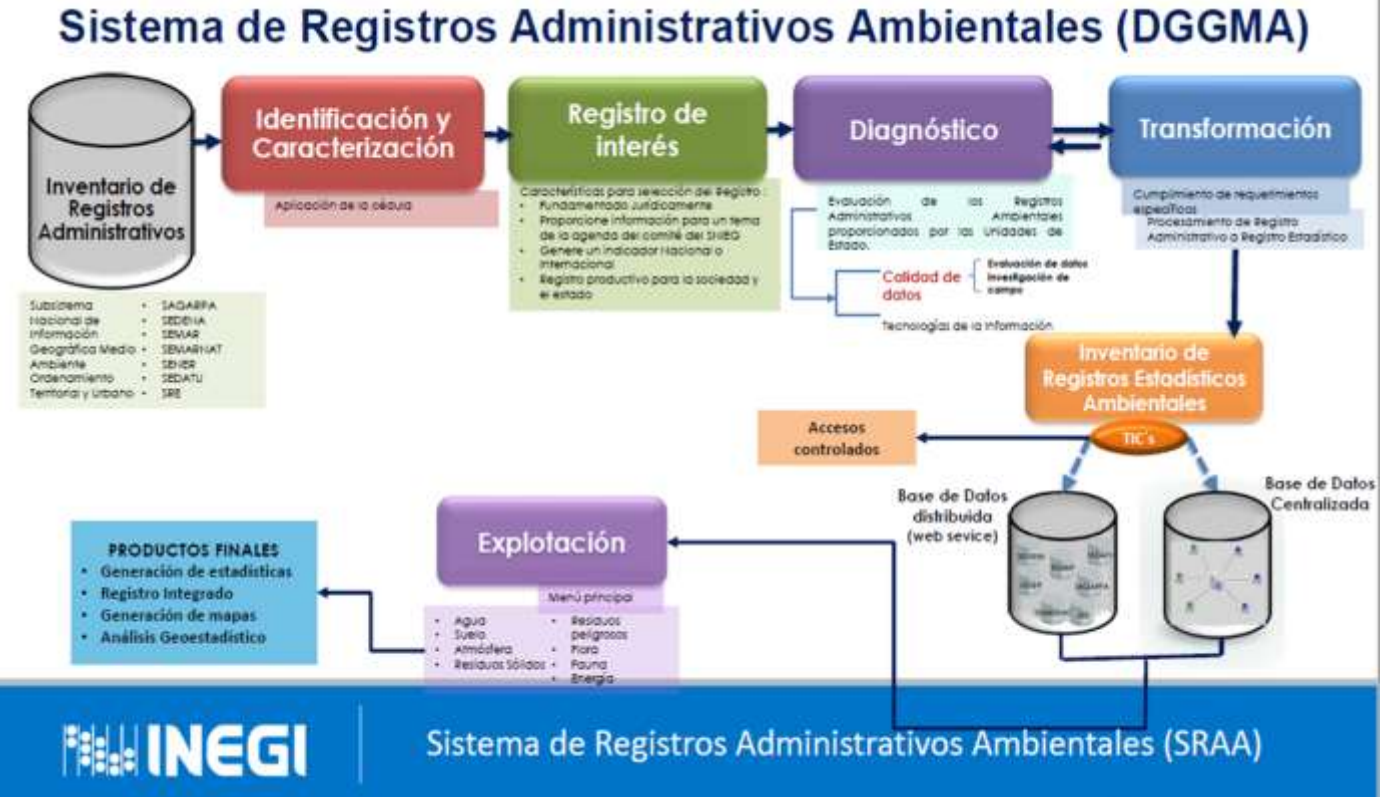 Sistema de Registros Administrativos Ambientales (DGGMA)
Inventario de
Registros
Administrativos
Subsistema
Nacional de
Información
Geográfica Medio
Ambiente
Ordenamiento
Territorial y Urbano
• SAGARPA
• SEDENA
• SEMAR
• SEMARNAT
• SENER
• SEDATU
• SRE
Identificación y
Caracterización
Aplicación de la cédula
Registro de
interés
Características para selección del Registro :
• Fundamentado Jurídicamente
• Proporcione información para un tema
de la agenda del comité del SNIEG
• Genere un indicador Nacional o
Internacional
• Registro productivo para la sociedad y
el estado
Diagnóstico
Evaluación de los Registros
Administrativos Ambientales
proporcionados por las Unidades de
Estado.
Calidad de
datos
Evaluación de datos
Investigación de
campo
Tecnologías de la Información
Transformación
Cumplimiento de requerimientos
específicos
Procesamiento de Registro
Administrativo a Registro Estadístico
Inventario de
Registros Estadísticos
Ambientales
TIC's
Accesos
controlados
Base de Datos
distribuida
(web sevice)
Base de Datos
Centralizada
Explotación
Menú principal
• Agua
• Suelo
• Atmósfera
• Residuos Sólidos
• Residuos
peligrosos
• Flora
• Fauna
• Energía
PRODUCTOS FINALES
• Generación de estadísticas
• Registro Integrado
• Generación de mapas
• Análisis Geoestadístico
INEGI
Sistema de Registros Administrativos Ambientales (SRAA)